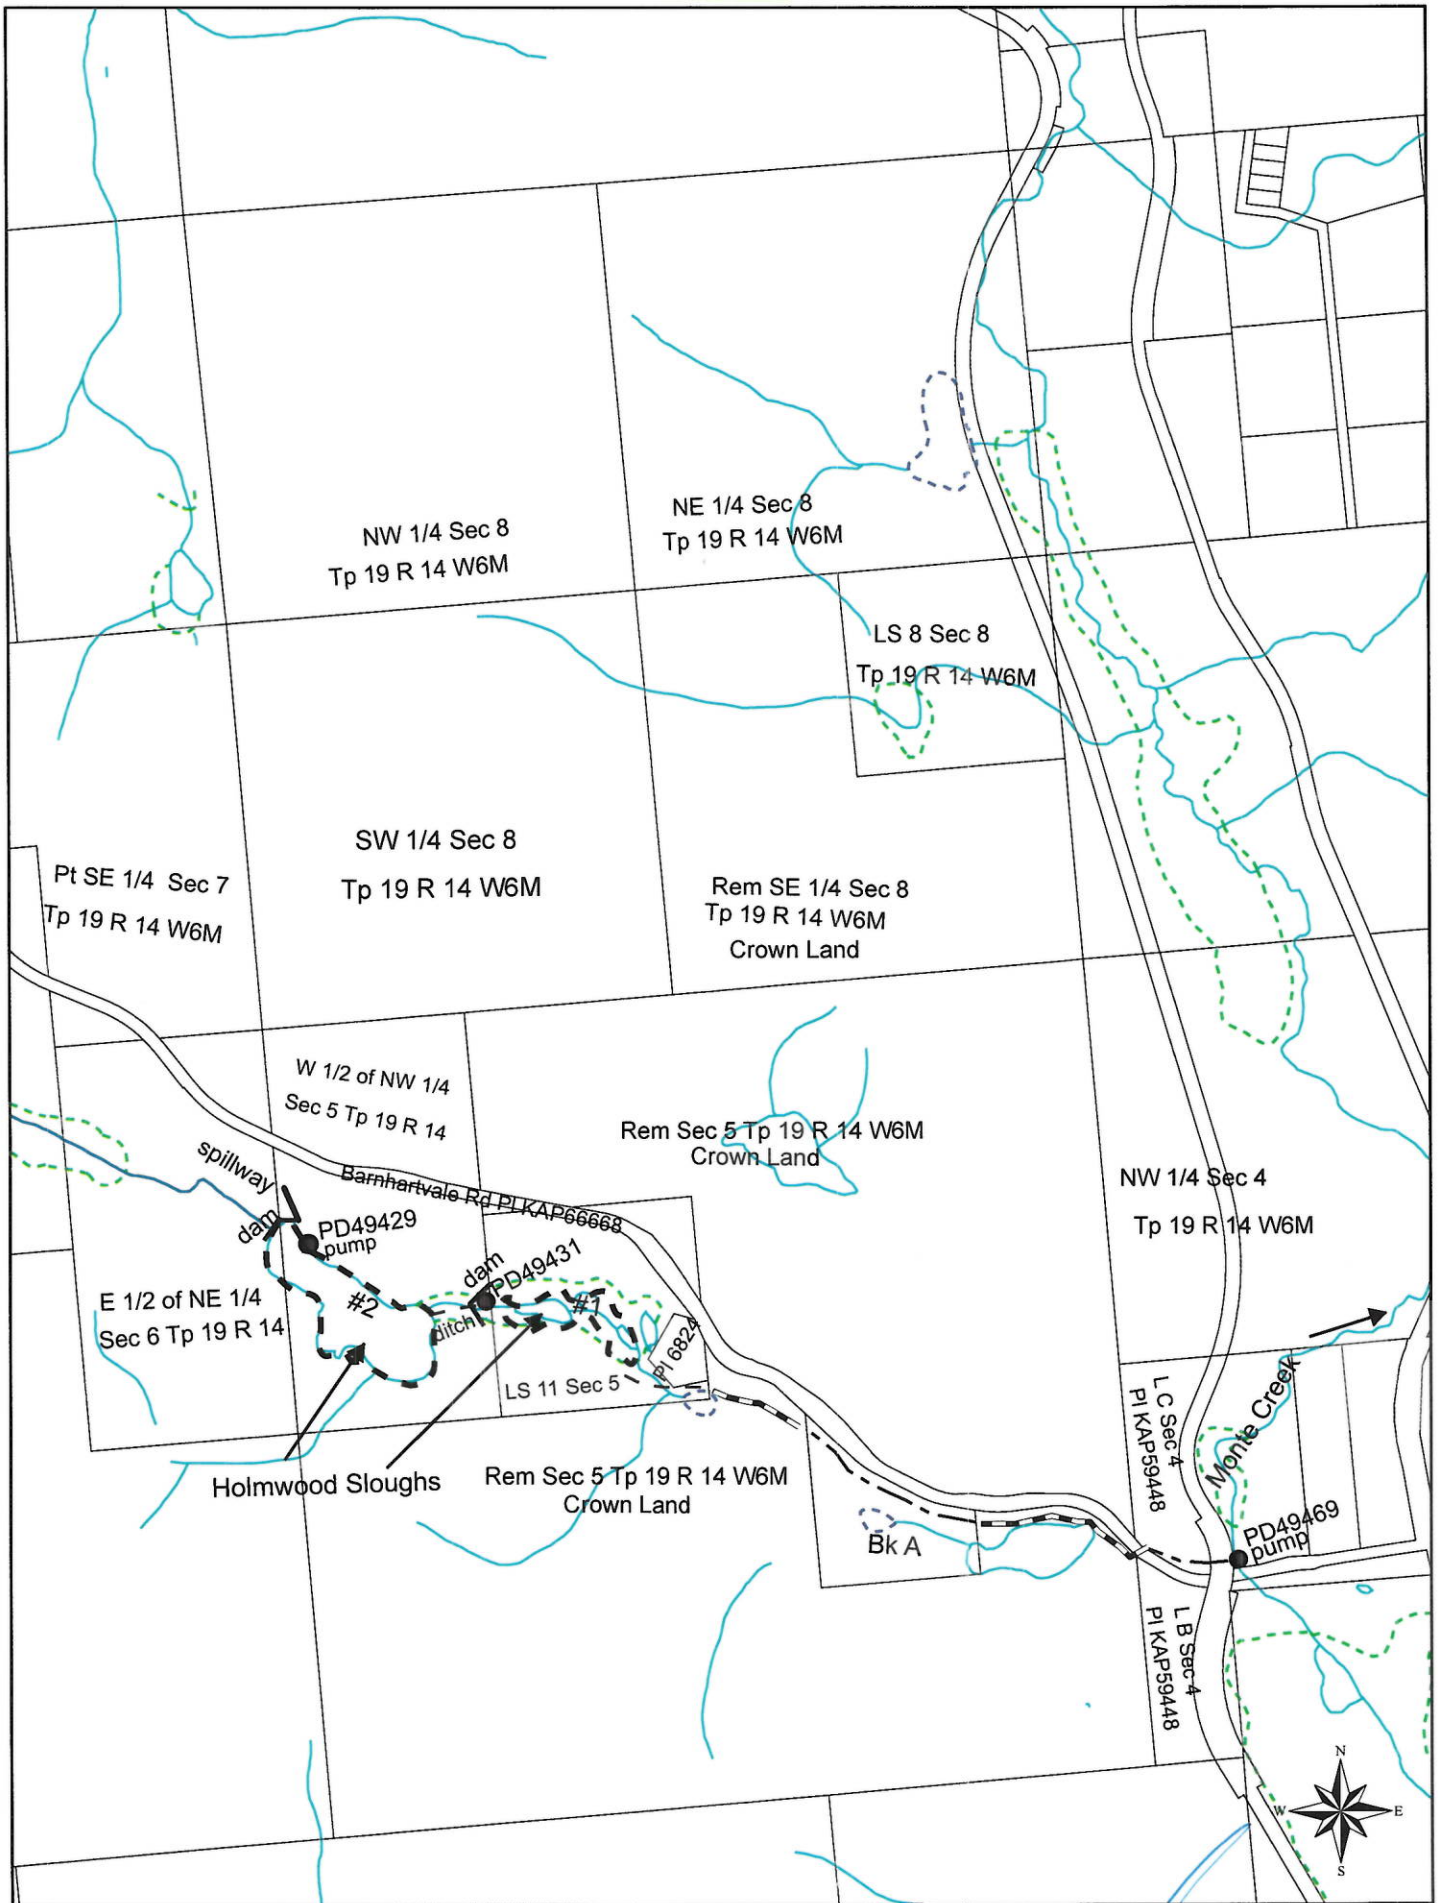 NW 1/4 Sec 8
Tp 19 R 14 W6M
NE 1/4 Sec 8
Tp 19 R 14 W6M
LS 8 Sec 8
Tp 19 R 14 W6M
SW 1/4 Sec 8
Tp 19 R 14 W6M
Pt SE 1/4 Sec 7
Tp 19 R 14 W6M
Rem SE 1/4 Sec 8
Tp 19 R 14 W6M
Crown Land
W 1/2 of NW 1/4
Sec 5 Tp 19 R 14
Rem Sec 5 Tp 19 R 14 W6M
Crown Land
NW 1/4 Sec 4
Tp 19 R 14 W6M
spillway
Barnhartvale Rd Pl KAP66668
dam
PD49429
pump
dam
PD49431
E 1/2 of NE 1/4
Sec 6 Tp 19 R 14
#2
#1
ditch
Pl 6824
LS 11 Sec 5
Holmwood Sloughs
Rem Sec 5 Tp 19 R 14 W6M
Crown Land
L C Sec 4
Pl KAP59448
Monte Creek
Bk A
PD49469
pump
L B Sec 4
Pl KAP59448
N
W
E
S